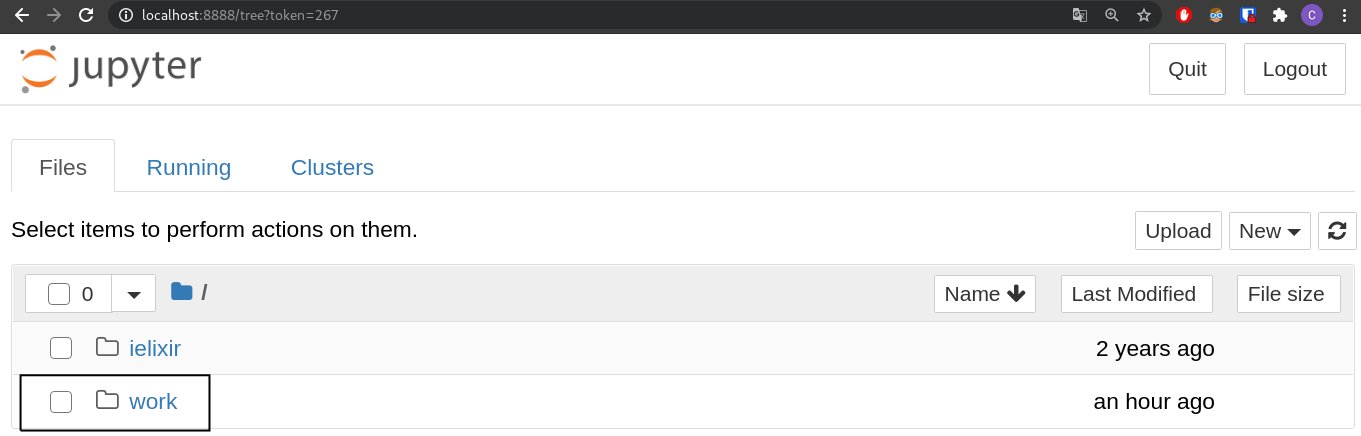 localhost:8888/tree?token=267
C
jupyter
Quit Logout
Files Running Clusters
Select items to perform actions on them.
Upload New
0 / Name Last Modified File size
ielixir 2 years ago
work an hour ago